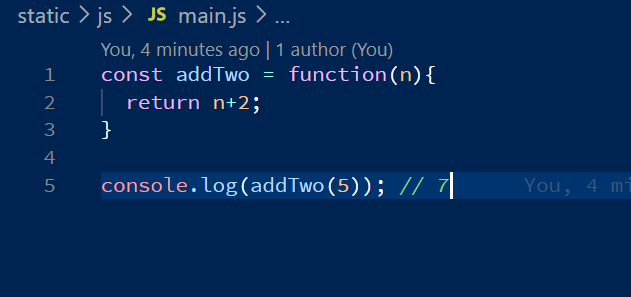 static > js > JS main.js > ...
You, 4 minutes ago | 1 author (You)
1 const addTwo = function(n){
2   return n+2;
3 }
4
5 console.log(addTwo(5)); // 7 You, 4 mi